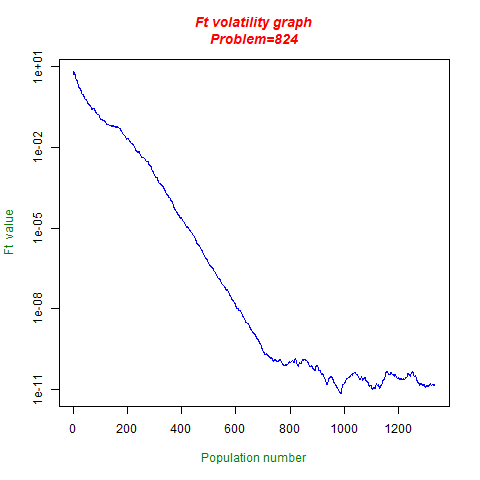 Ft volatility graph
Problem=824
1e+01
1e-02
1e-05
1e-08
1e-11
Ft value
0 200 400 600 800 1000 1200
Population number